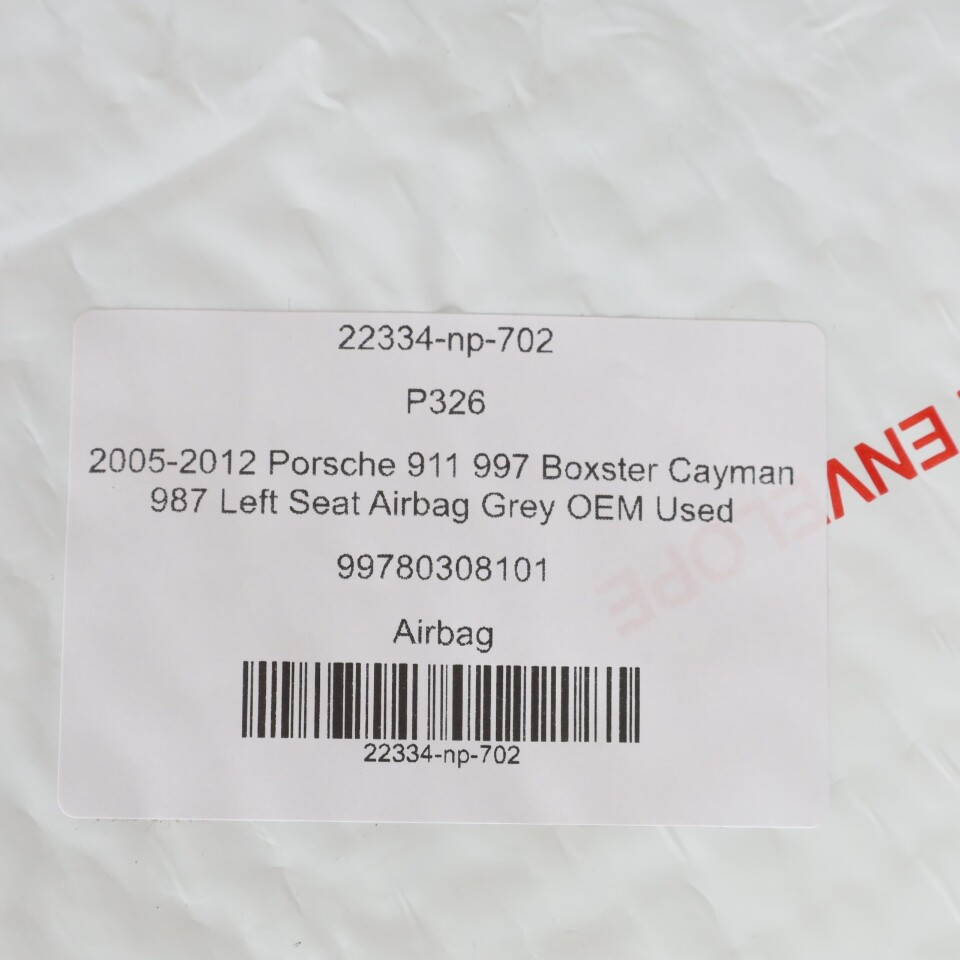 22334-np-702
P326
2005-2012 Porsche 911 997 Boxster Cayman
987 Left Seat Airbag Grey OEM Used
99780308101
Airbag
22334-np-702
ENVELOPE